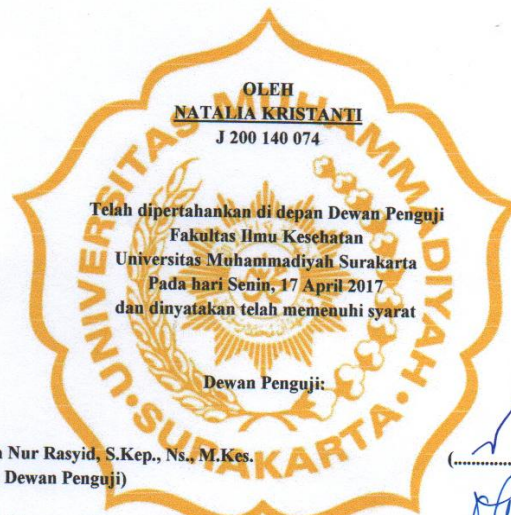 OLEH
NATALIA KRISTANTI
J 200 140 074
Telah dipertahankan di depan Dewan Penguji
Fakultas Ilmu Kesehatan
Universitas Muhammadiyah Surakarta
Pada hari Senin, 17 April 2017
dan dinyatakan telah memenuhi syarat
Dewan Penguji:
Nur Rasyid, S.Kep., Ns., M.Kes.
(..............
Dewan Penguji)
UNIVERSITAS MUHAMMADIYAH
SURAKARTA